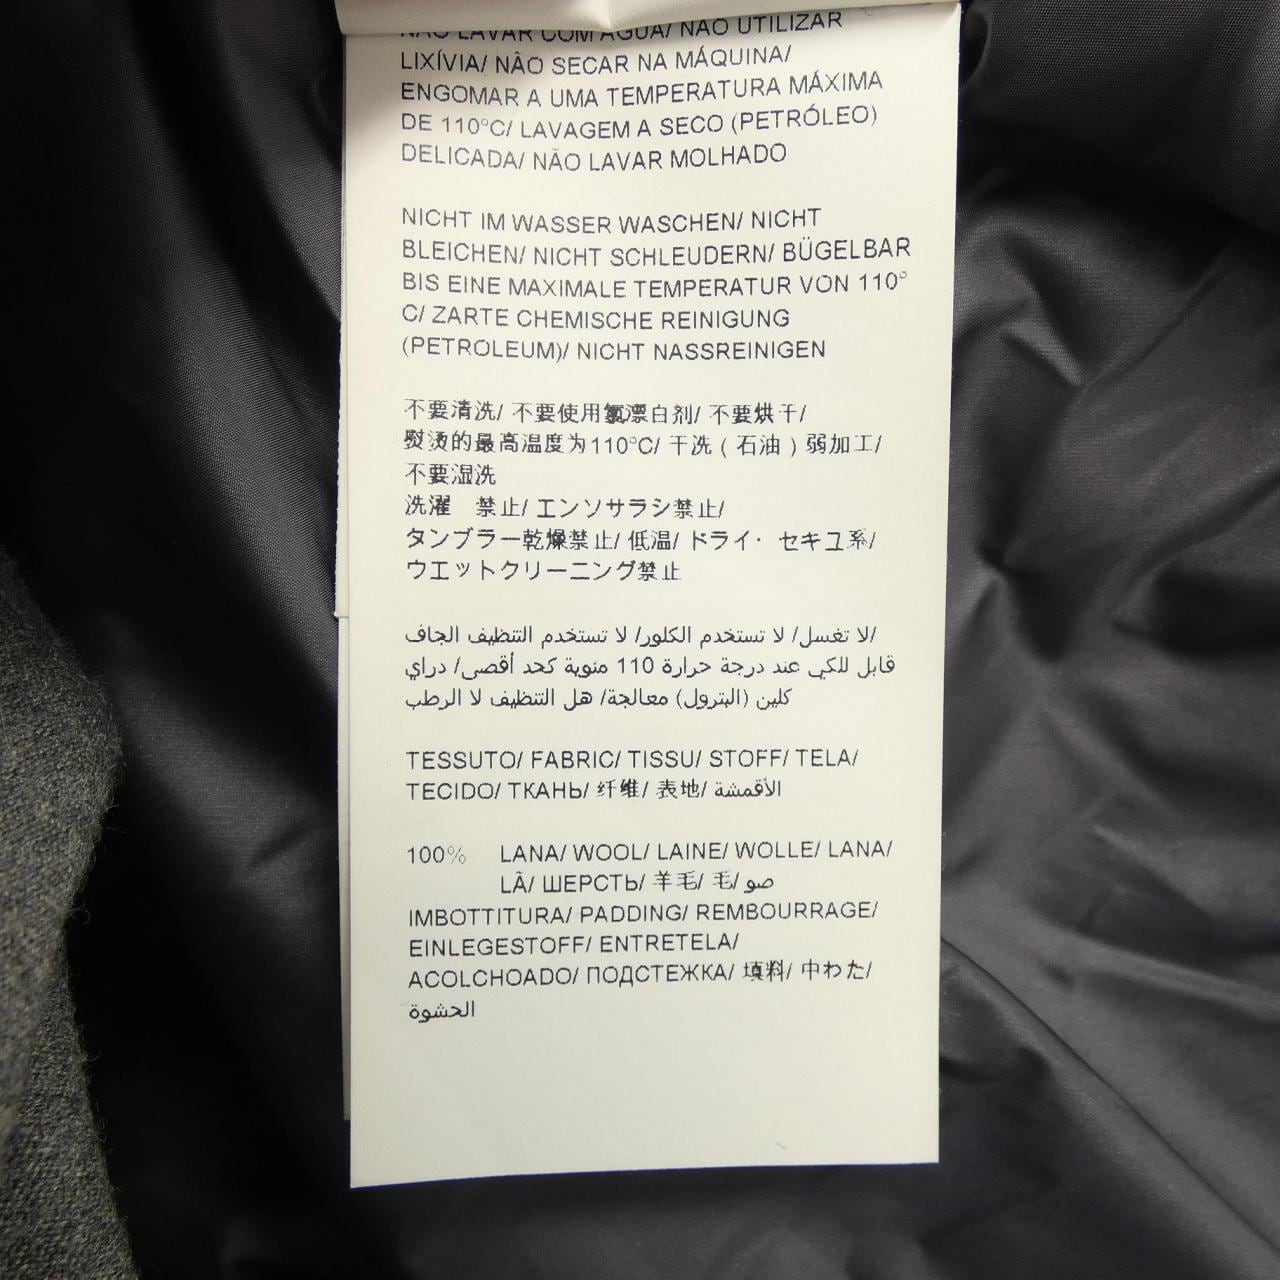 NÃO LAVAR COM ÁGUA/ NÃO UTILIZAR
LIXÍVIA/ NÃO SECAR NA MÁQUINA/
ENGOMAR A UMA TEMPERATURA MÁXIMA
DE 110°C/ LAVAGEM A SECO (PETRÓLEO)
DELICADA/ NÃO LAVAR MOLHADO
NICHT IM WASSER WASCHEN/ NICHT
BLEICHEN/ NICHT SCHLEUDERN/ BÜGELBAR
BIS EINE MAXIMALE TEMPERATUR VON 110°
C/ ZARTE CHEMISCHE REINIGUNG
(PETROLEUM)/ NICHT NASSREINIGEN
不要清洗/ 不要使用氯漂白剂/ 不要烘干/
熨烫的最高温度为110°C/ 干洗 ( 石油 ) 弱加工/
不要湿洗
洗濯　禁止/ エンソサラシ禁止/
タンブラー乾燥禁止/ 低温/ ドライ・ セキユ系/
ウエットクリーニング禁止
لا تغسل/ لا تستخدم الكلور/ لا تستخدم التنظيف الجاف/
قابل للكي عند درجة حرارة 110 مئوية كحد أقصى/ دراي
كلين (البترول) معالجة/ هل التنظيف لا الرطب
TESSUTO/ FABRIC/ TISSU/ STOFF/ TELA/
TECIDO/ ТКАНЬ/ 纤维/ 表地/ الأقمشة
100% LANA/ WOOL/ LAINE/ WOLLE/ LANA/
LÃ/ ШЕРСТЬ/ 羊毛/ 毛/ صو
IMBOTTITURA/ PADDING/ REMBOURRAGE/
EINLEGESTOFF/ ENTRETELA/
ACOLCHOADO/ ПОДСТЕЖКА/ 填料/ 中わた/
الحشوة